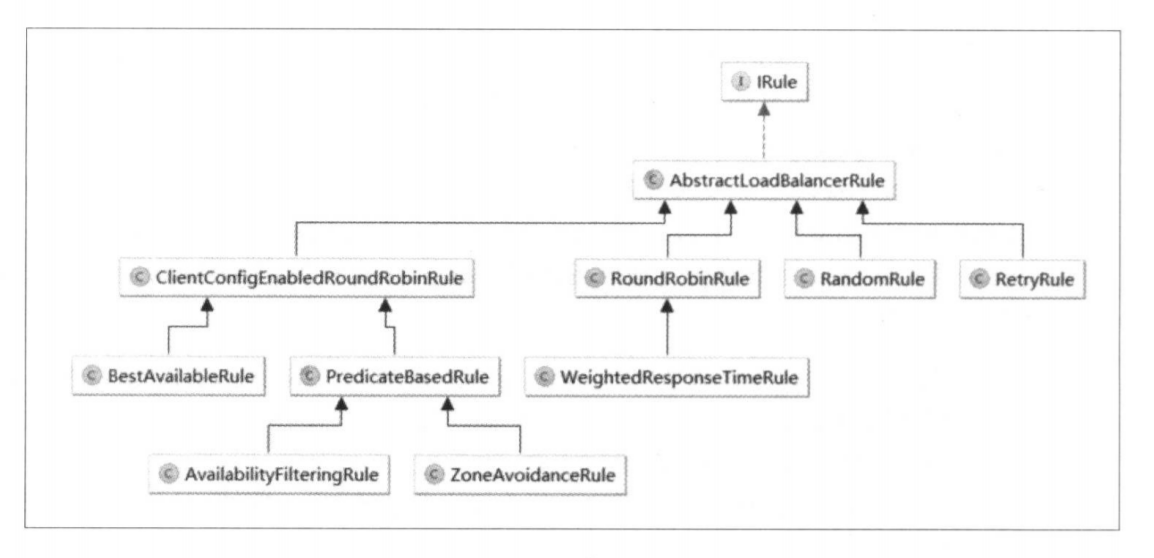 I IRule
C AbstractLoadBalancerRule
C ClientConfigEnabledRoundRobinRule
C RoundRobinRule
C RandomRule
C RetryRule
C BestAvailableRule
C PredicateBasedRule
C WeightedResponseTimeRule
C AvailabilityFilteringRule
C ZoneAvoidanceRule